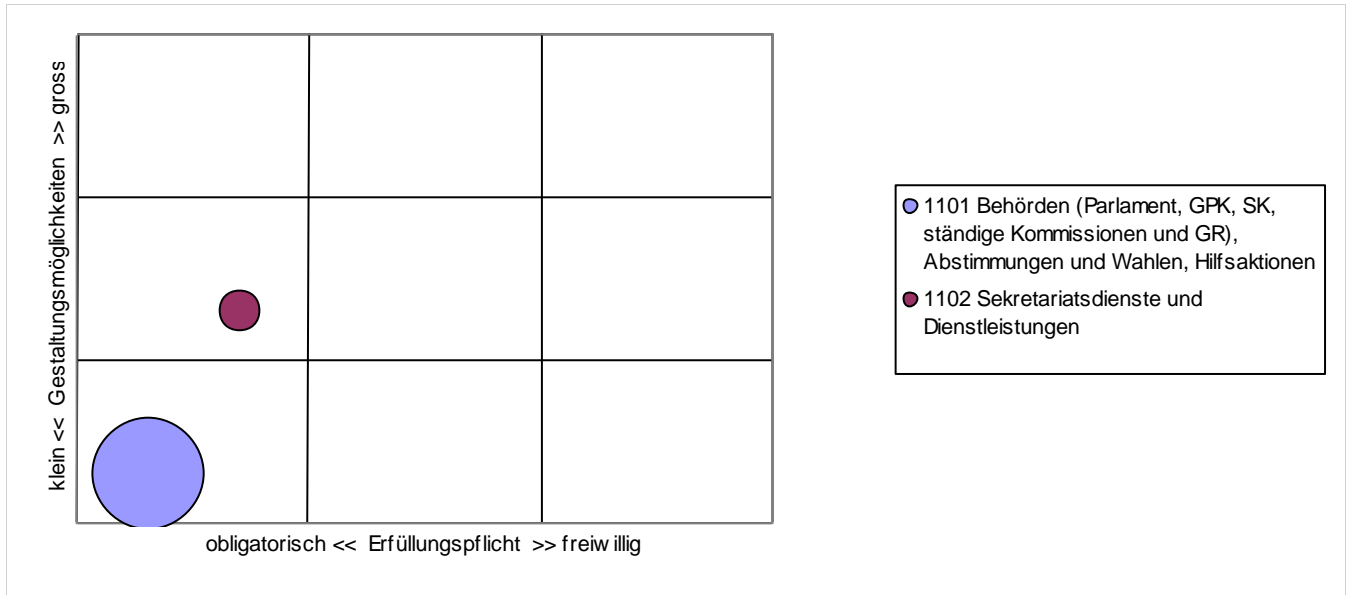 klein << Gestaltungsmöglichkeiten >> gross
obligatorisch << Erfüllungspflicht >> freiwillig
1101 Behörden (Parlament, GPK, SK,
ständige Kommissionen und GR),
Abstimmungen und Wahlen, Hilfsaktionen
1102 Sekretariatsdienste und
Dienstleistungen